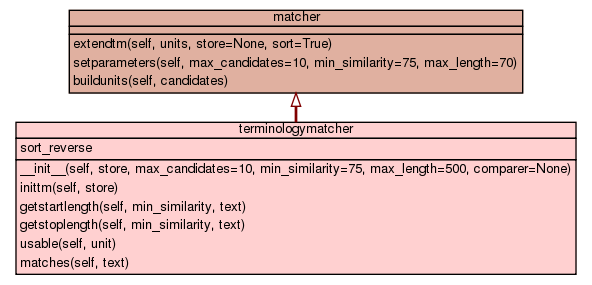 matcher
extendtm(self, units, store=None, sort=True)
setparameters(self, max_candidates=10, min_similarity=75, max_length=70)
buildunits(self, candidates)
terminologymatcher
sort_reverse
__init__(self, store, max_candidates=10, min_similarity=75, max_length=500, comparer=None)
inittm(self, store)
getstartlength(self, min_similarity, text)
getstoplength(self, min_similarity, text)
usable(self, unit)
matches(self, text)